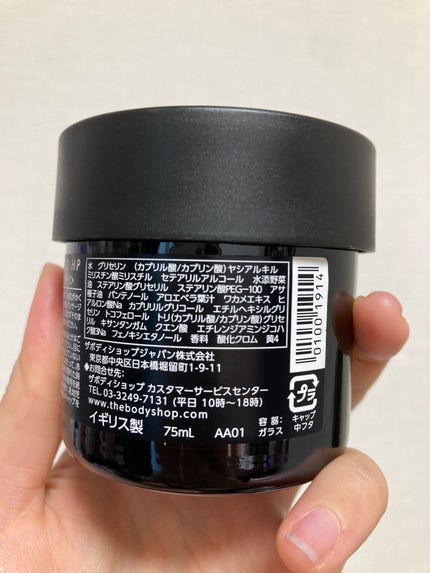 水 グリセリン (カプリル酸/カプリン酸)ヤシアルキル
ミリスチン酸ミリスチル セテアリルアルコール 水添野菜
油 ステアリン酸グリセリル ステアリン酸PEG-100 アサ
種子油 パンテノール アロエベラ葉汁 ワカメエキス ヒ
アルロン酸Na カプリリルグリコール エチルヘキシルグリ
セリン トコフェロール トリ(カプリル酸/カプリン酸)グリセ
リル キサンタンガム クエン酸 エチレンジアミンジコハ
ク酸3Na フェノキシエタノール 香料 酸化クロム 黄4
ザボディショップジャパン株式会社
東京都中央区日本橋堀留町1-9-11
◆お問合せ先:
ザボディショップ カスタマーサービスセンター
TEL. 03-3249-7131 (平日 10時~18時)
www.thebodyshop.com
イギリス製 75mL AA01
01001914
プラ
キャップ
中フタ
容器:
ガラス